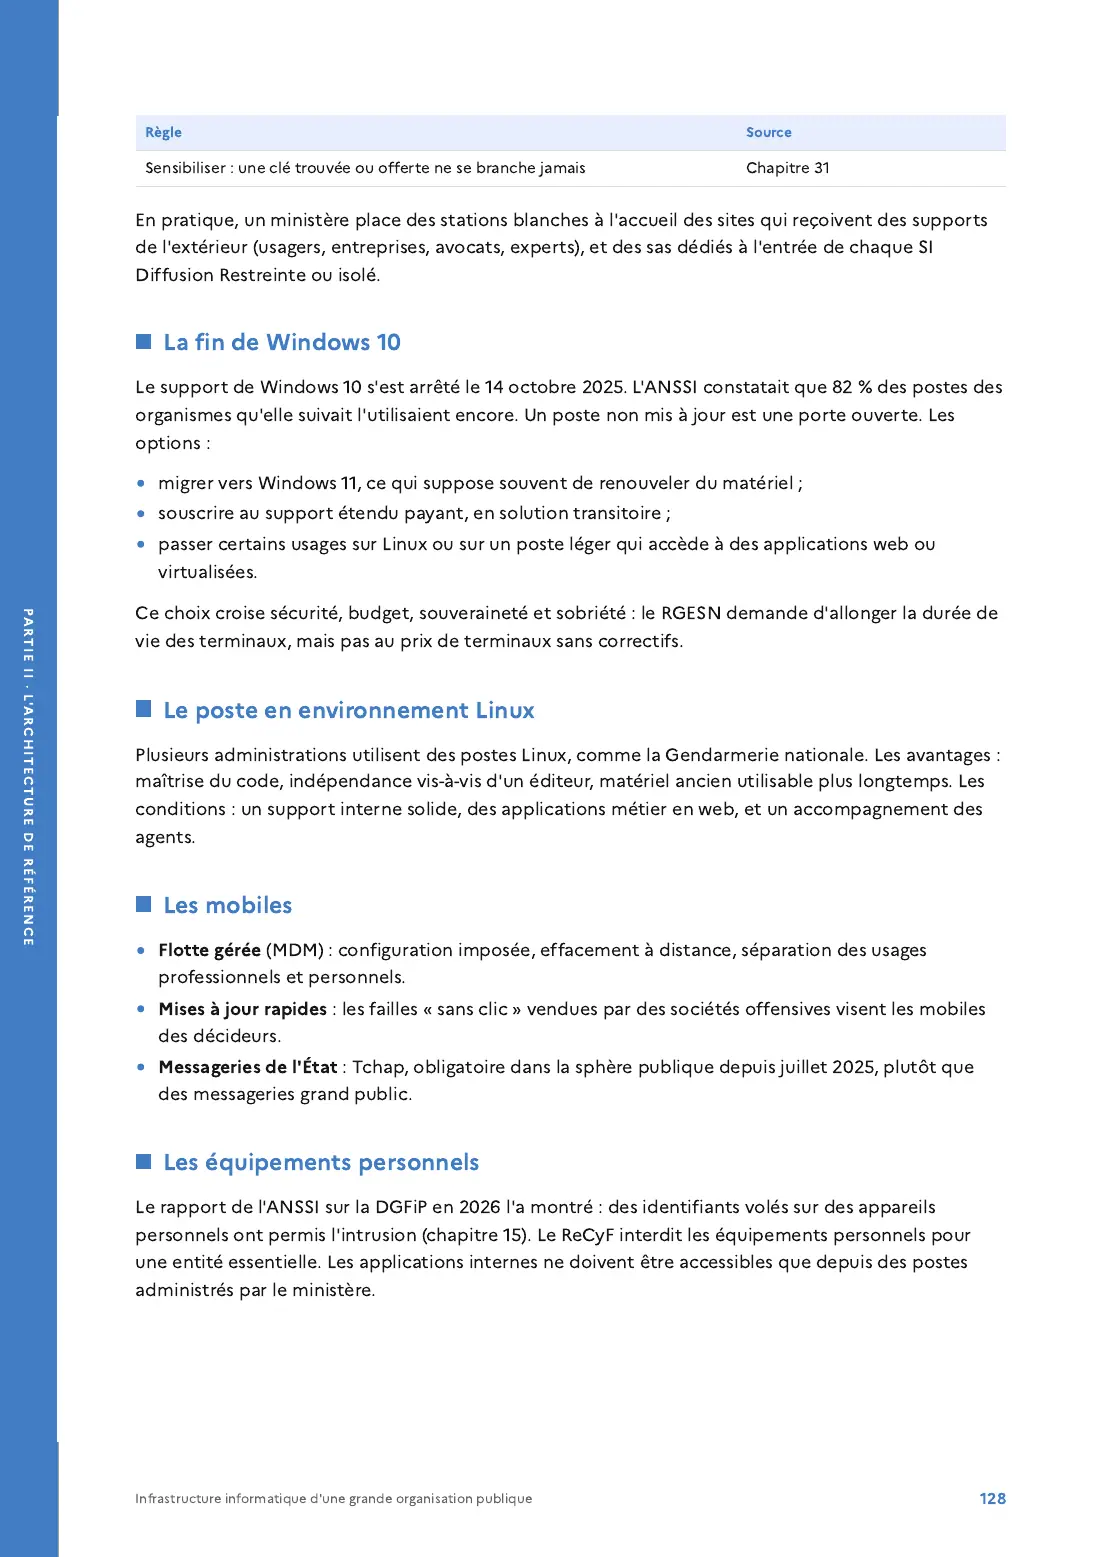 Règle Source
Sensibiliser : une clé trouvée ou offerte ne se branche jamais Chapitre 31
En pratique, un ministère place des stations blanches à l'accueil des sites qui reçoivent des supports
de l'extérieur (usagers, entreprises, avocats, experts), et des sas dédiés à l'entrée de chaque SI
Diffusion Restreinte ou isolé.
La fin de Windows 10
Le support de Windows 10 s'est arrêté le 14 octobre 2025. L'ANSSI constatait que 82 % des postes des
organismes qu'elle suivait l'utilisaient encore. Un poste non mis à jour est une porte ouverte. Les
options :
• migrer vers Windows 11, ce qui suppose souvent de renouveler du matériel ;
• souscrire au support étendu payant, en solution transitoire ;
• passer certains usages sur Linux ou sur un poste léger qui accède à des applications web ou
virtualisées.
Ce choix croise sécurité, budget, souveraineté et sobriété : le RGESN demande d'allonger la durée de
vie des terminaux, mais pas au prix de terminaux sans correctifs.
Le poste en environnement Linux
Plusieurs administrations utilisent des postes Linux, comme la Gendarmerie nationale. Les avantages :
maîtrise du code, indépendance vis-à-vis d'un éditeur, matériel ancien utilisable plus longtemps. Les
conditions : un support interne solide, des applications métier en web, et un accompagnement des
agents.
Les mobiles
• Flotte gérée (MDM) : configuration imposée, effacement à distance, séparation des usages
professionnels et personnels.
• Mises à jour rapides : les failles « sans clic » vendues par des sociétés offensives visent les mobiles
des décideurs.
• Messageries de l'État : Tchap, obligatoire dans la sphère publique depuis juillet 2025, plutôt que
des messageries grand public.
Les équipements personnels
Le rapport de l'ANSSI sur la DGFiP en 2026 l'a montré : des identifiants volés sur des appareils
personnels ont permis l'intrusion (chapitre 15). Le ReCyF interdit les équipements personnels pour
une entité essentielle. Les applications internes ne doivent être accessibles que depuis des postes
administrés par le ministère.
PARTIE II · L'ARCHITECTURE DE RÉFÉRENCE
Infrastructure informatique d'une grande organisation publique 128